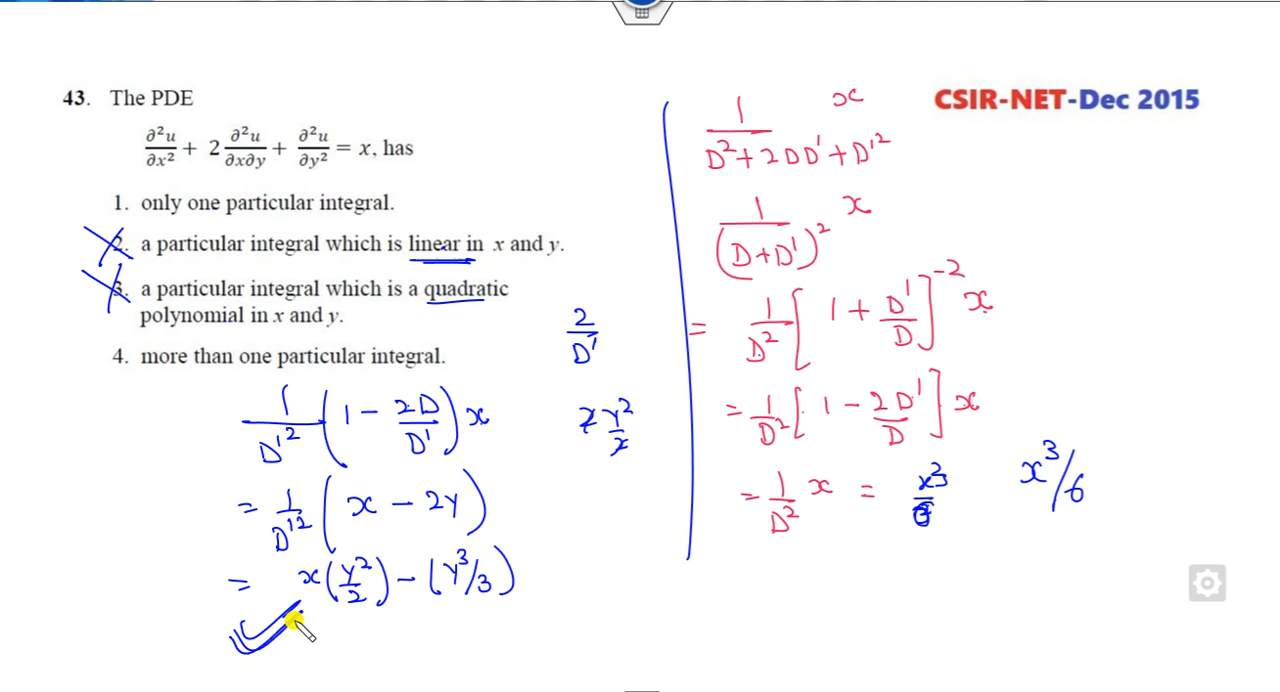 CSIR-NET-Dec 2015
43. The PDE
∂²u/∂x² + 2 ∂²u/∂x∂y + ∂²u/∂y² = x, has
1. only one particular integral.
2. a particular integral which is linear in x and y.
3. a particular integral which is a quadratic
polynomial in x and y.
4. more than one particular integral.
2/D'
1/D'² (1 - 2D/D') x
= 1/D'² (x - 2y)
= x(y²/2) - (y³/3)
1/(D² + 2DD' + D'²) x
1/(D+D')² x
= 1/D² [1 + D'/D]⁻² x
= 1/D² [1 - 2D'/D] x
= 1/D² x =
x³/6